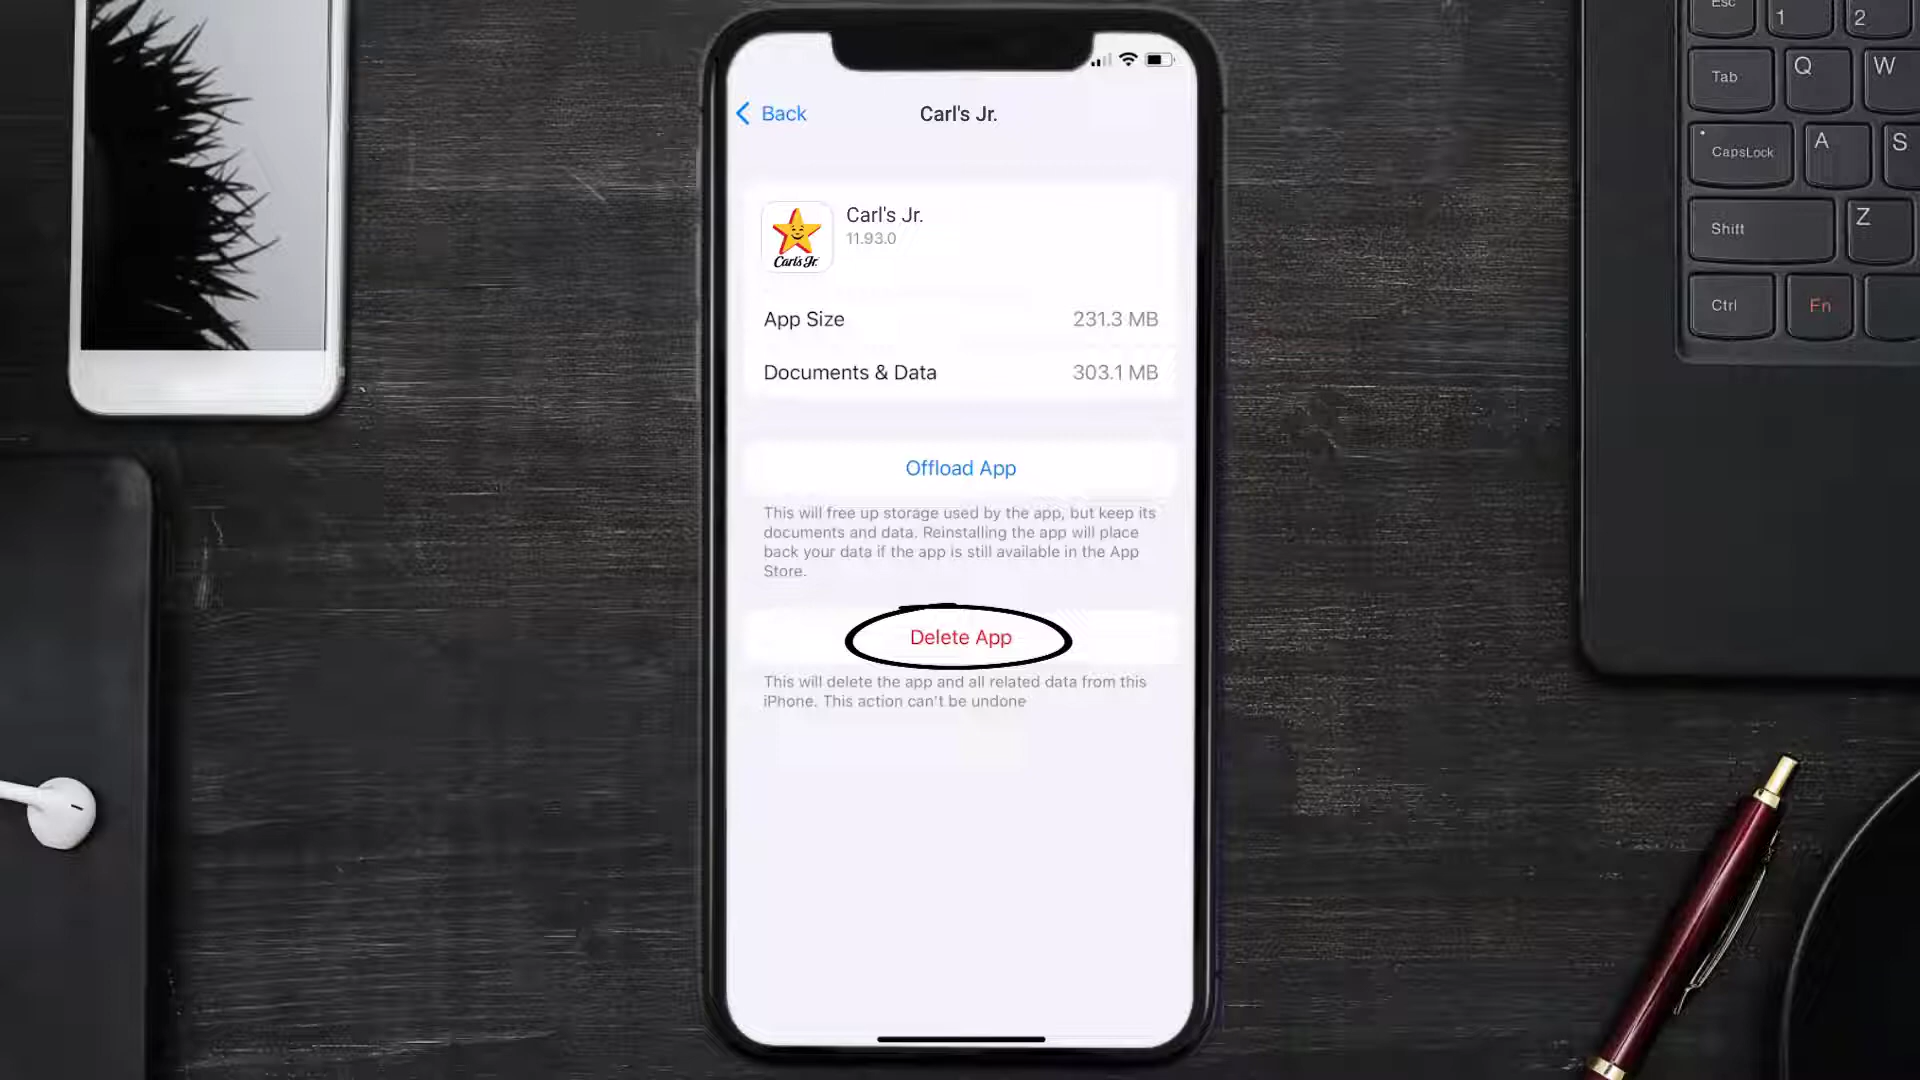 Back
Carl's Jr.
Carl's Jr.
11.93.0
Carl's Jr.
App Size
231.3 MB
Documents & Data
303.1 MB
Offload App
This will free up storage used by the app, but keep its
documents and data. Reinstalling the app will place
back your data if the app is still available in the App
Store.
Delete App
This will delete the app and all related data from this
iPhone. This action can't be undone
Esc
1
2
Tab
Q
W
CapsLock
A
S
Shift
Z
Ctrl
Fn